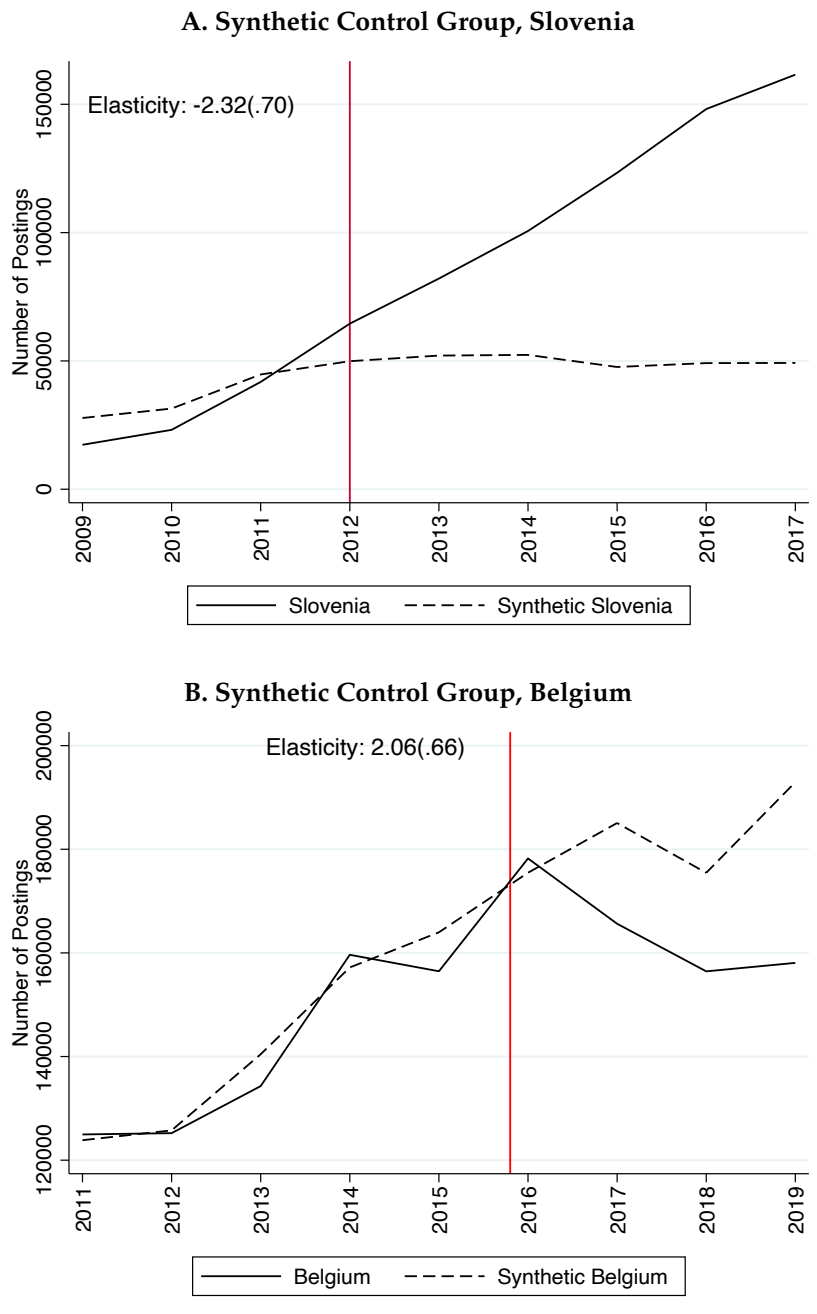 A. Synthetic Control Group, Slovenia
Elasticity: -2.32(.70)
Number of Postings
150000
100000
50000
0
2009 2010 2011 2012 2013 2014 2015 2016 2017
Slovenia Synthetic Slovenia
B. Synthetic Control Group, Belgium
Elasticity: 2.06(.66)
Number of Postings
200000
180000
160000
140000
120000
2011 2012 2013 2014 2015 2016 2017 2018 2019
Belgium Synthetic Belgium